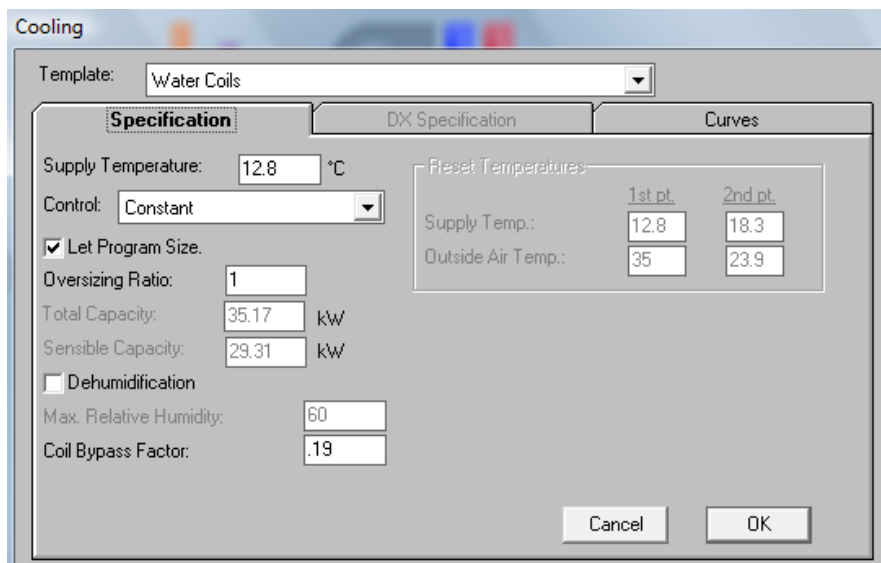 Cooling
Template: Water Coils
Specification DX Specification Curves
Supply Temperature: 12.8 °C
Control: Constant
Let Program Size.
Oversizing Ratio: 1
Total Capacity: 35.17 kW
Sensible Capacity: 29.31 kW
Dehumidification
Max. Relative Humidity: 60
Coil Bypass Factor: .19
Reset Temperatures
1st pt. 2nd pt.
Supply Temp.: 12.8 18.3
Outside Air Temp.: 35 23.9
Cancel OK